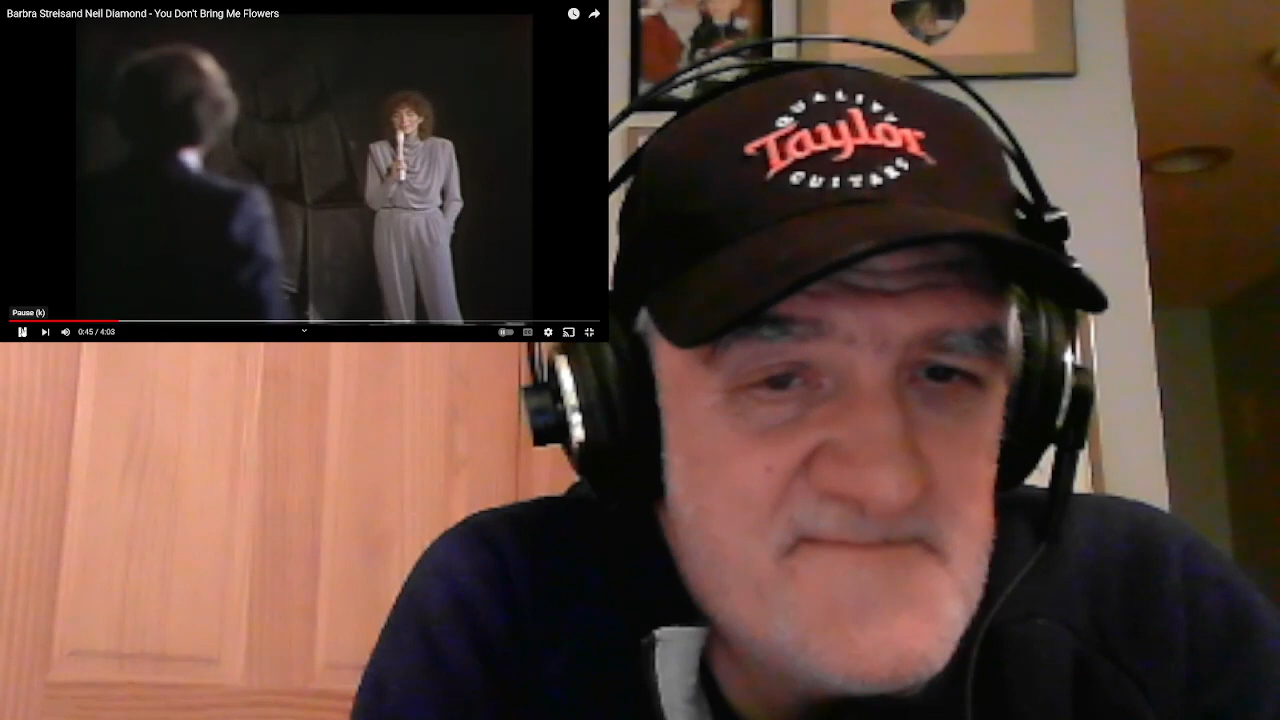 Barbra Streisand Neil Diamond - You Don't Bring Me Flowers
Pause (k)
0:45 / 4:03
QUALITY
Taylor
GUITARS